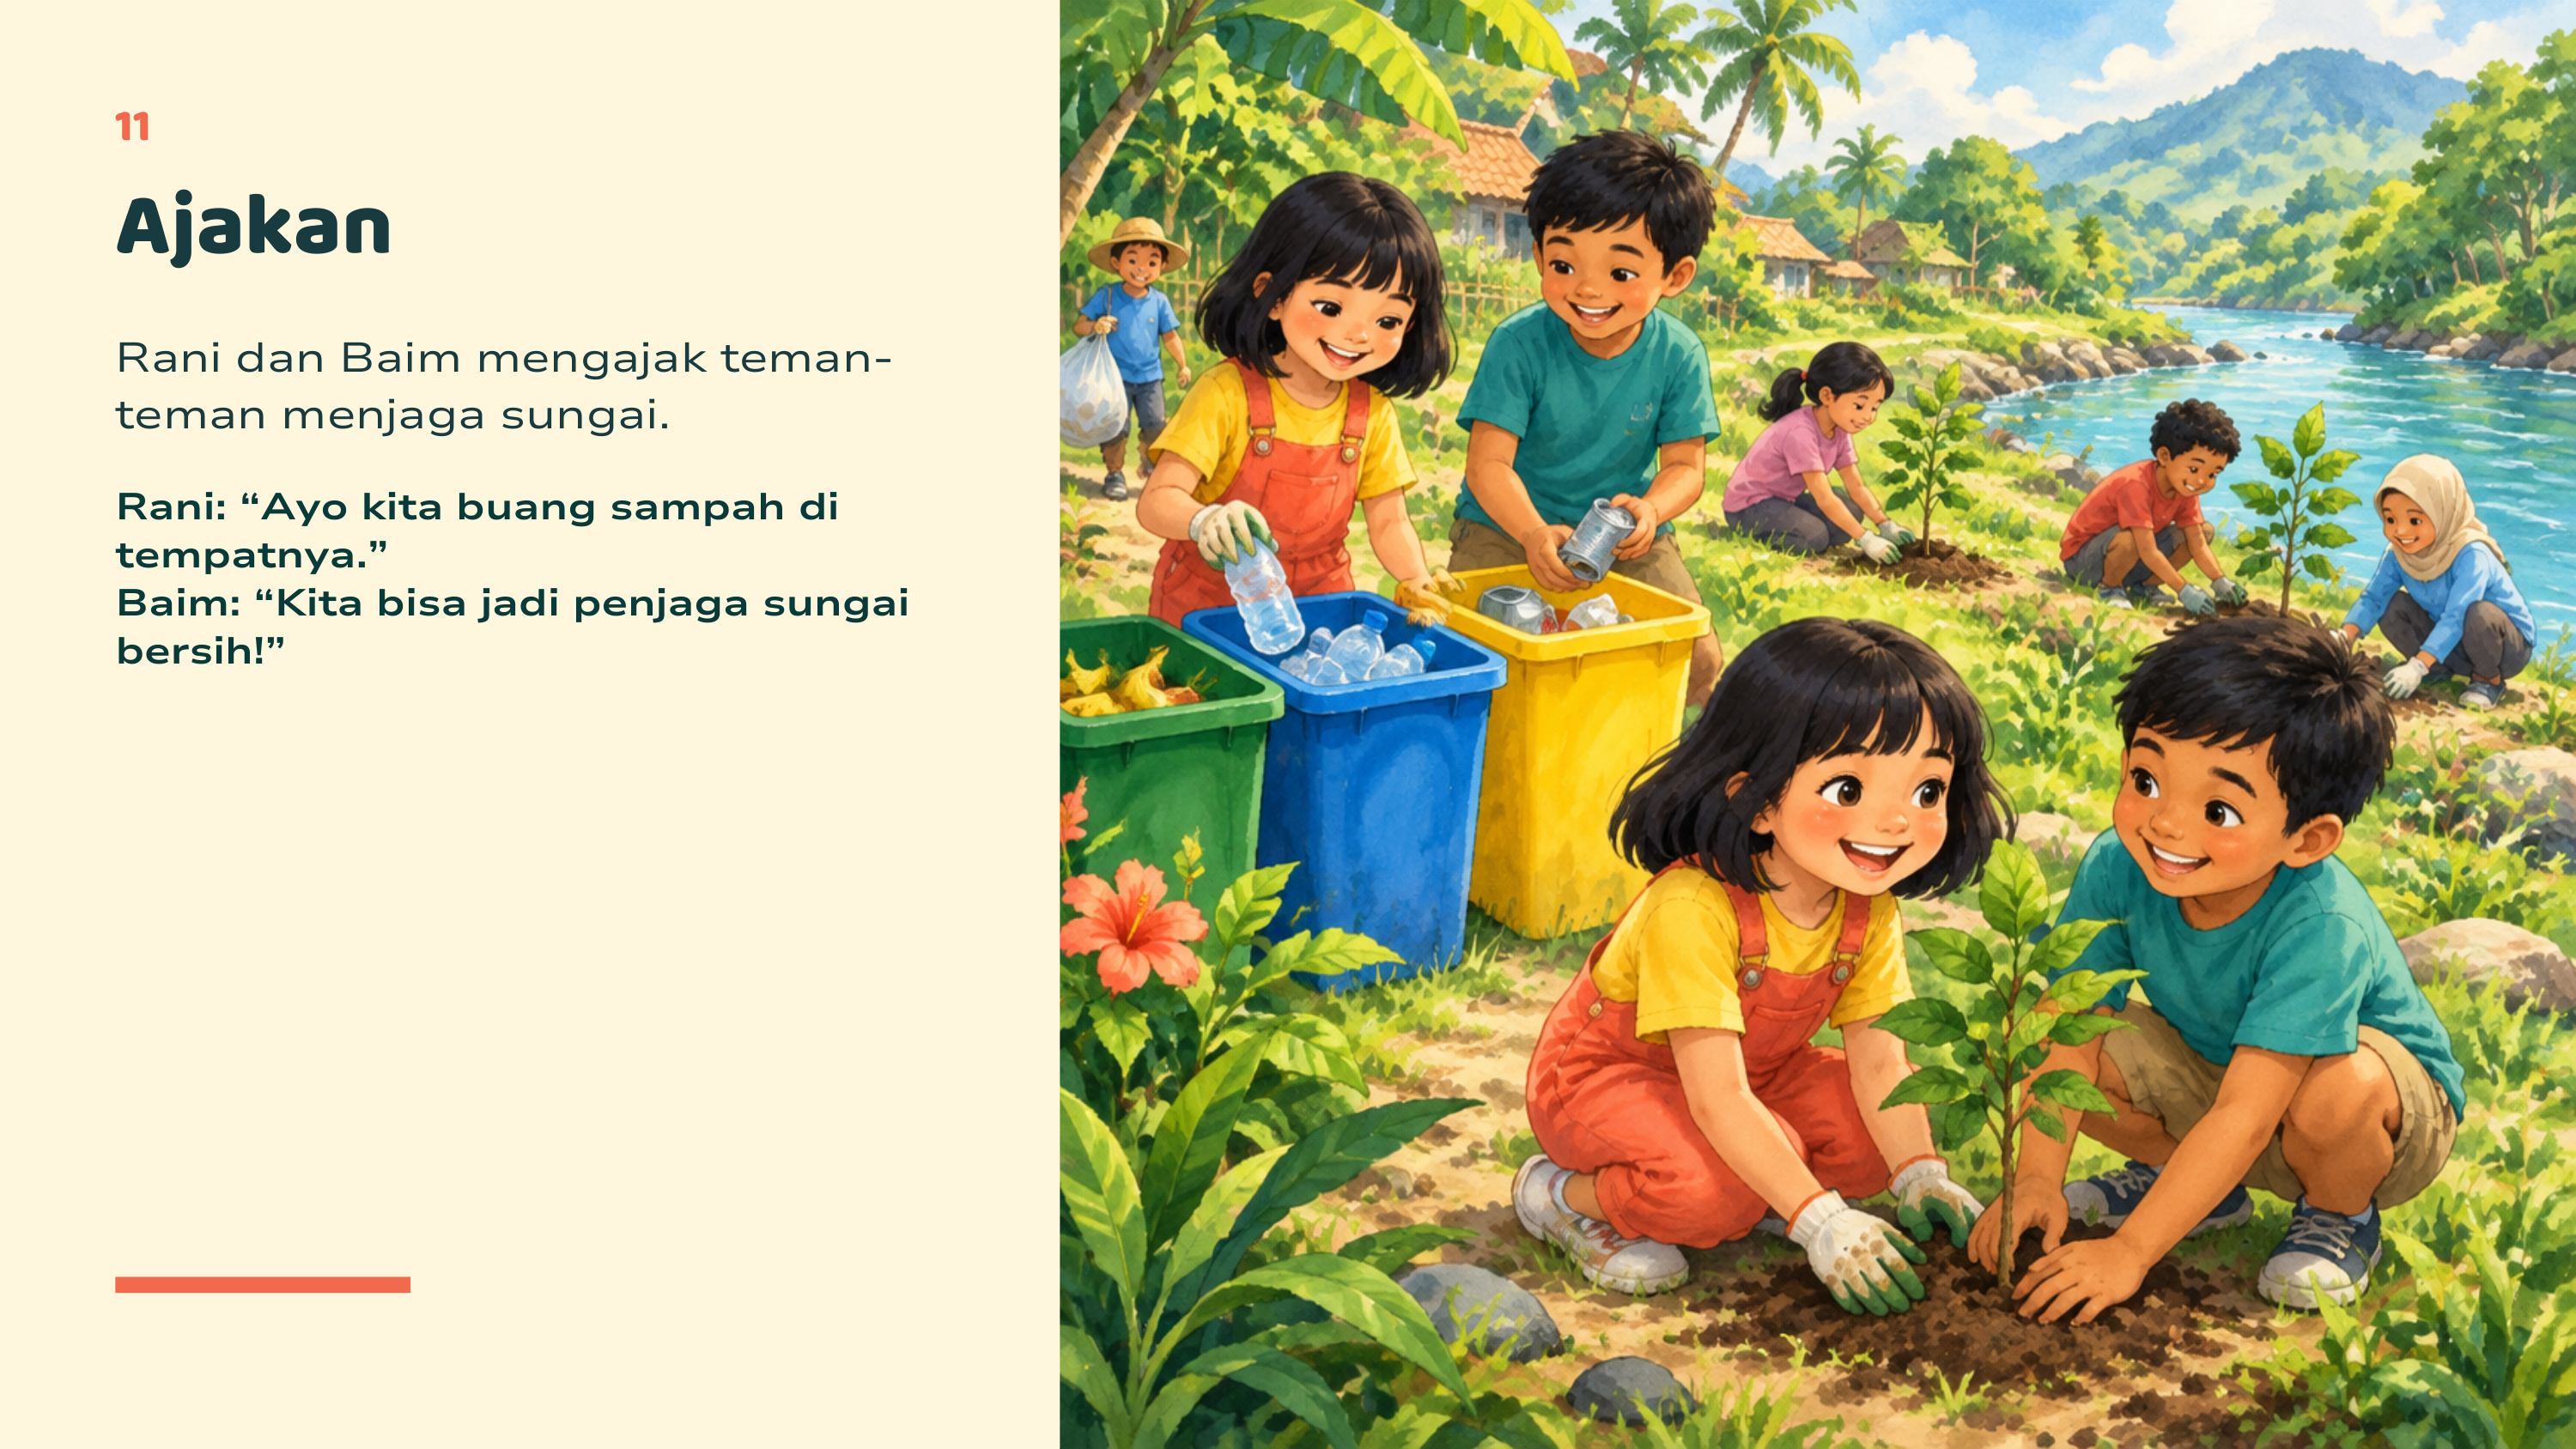 11
Ajakan
Rani dan Baim mengajak teman-
teman menjaga sungai.
Rani: “Ayo kita buang sampah di
tempatnya.”
Baim: “Kita bisa jadi penjaga sungai
bersih!”